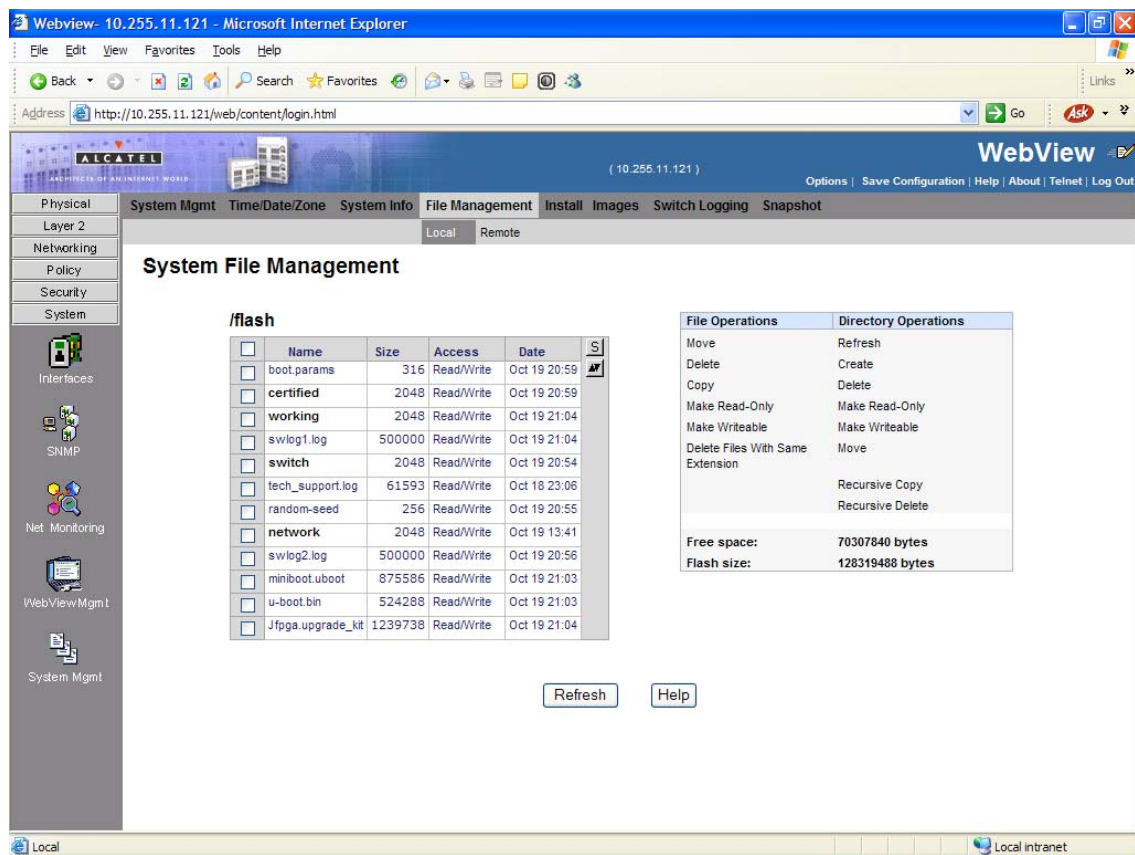 Webview- 10.255.11.121 - Microsoft Internet Explorer
File Edit View Favorites Tools Help
Back Search Favorites Links
Address http://10.255.11.121/web/content/login.html Go Ask
ALCATEL
ARCHITECTS OF AN INTERNET WORLD
( 10.255.11.121 )
WebView
Options | Save Configuration | Help | About | Telnet | Log Out
Physical
Layer 2
Networking
Policy
Security
System
Interfaces
SNMP
Net Monitoring
WebViewMgmt
System Mgmt
System Mgmt Time/Date/Zone System Info File Management Install Images Switch Logging Snapshot
Local Remote
System File Management
/flash
Name Size Access Date S
boot.params 316 Read/Write Oct 19 20:59
certified 2048 Read/Write Oct 19 20:59
working 2048 Read/Write Oct 19 21:04
swlog1.log 500000 Read/Write Oct 19 21:04
switch 2048 Read/Write Oct 19 20:54
tech_support.log 61593 Read/Write Oct 18 23:06
random-seed 256 Read/Write Oct 19 20:55
network 2048 Read/Write Oct 19 13:41
swlog2.log 500000 Read/Write Oct 19 20:56
miniboot.uboot 875586 Read/Write Oct 19 21:03
u-boot.bin 524288 Read/Write Oct 19 21:03
Jfpga.upgrade_kit 1239738 Read/Write Oct 19 21:04
File Operations Directory Operations
Move Refresh
Delete Create
Copy Delete
Make Read-Only Make Read-Only
Make Writeable Make Writeable
Delete Files With Same Move
Extension
Recursive Copy
Recursive Delete
Free space: 70307840 bytes
Flash size: 128319488 bytes
Refresh Help
Local Local intranet